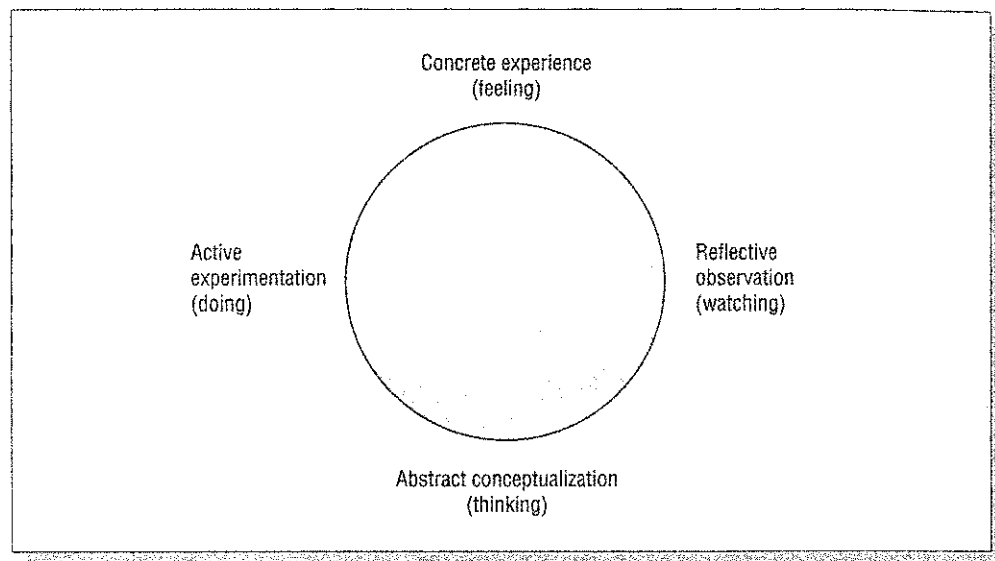 Concrete experience
(feeling)
Active
experimentation
(doing)
Reflective
observation
(watching)
Abstract conceptualization
(thinking)